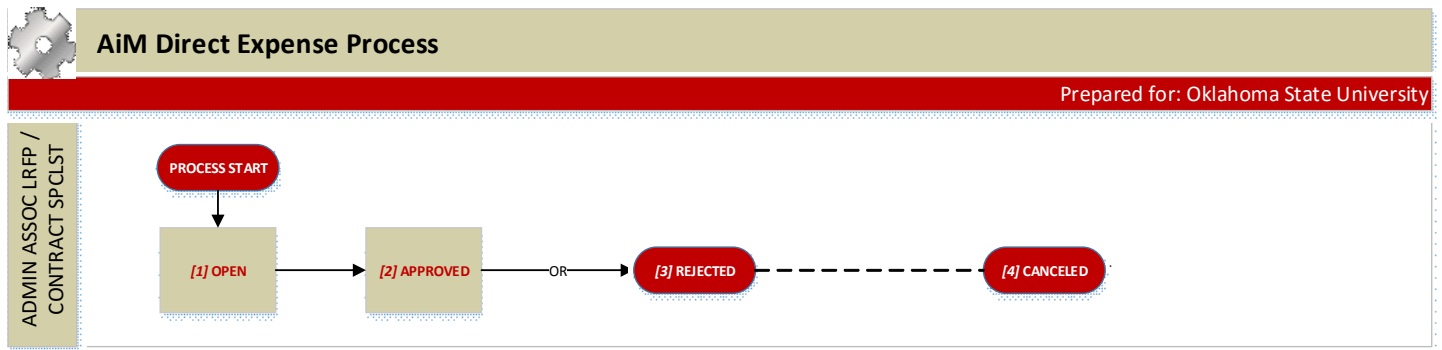 AiM Direct Expense Process
Prepared for: Oklahoma State University
ADMIN ASSOC LRFP /
CONTRACT SPCLST
PROCESS START
[1] OPEN
[2] APPROVED
OR
[3] REJECTED
[4] CANCELED